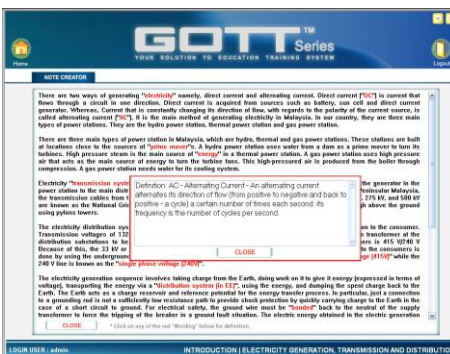 GOTT TM
Series
YOUR SOLUTION TO EDUCATION TRAINING SYSTEM
Home
Logout
NOTE CREATOR
There are two ways of generating "electricity" namely, direct current and alternating current. Direct current ["DC"] is current that
flows through a circuit in one direction. Direct current is acquired from sources such as battery, sun cell and direct current
generator. Whereas, Current that is constantly changing its direction of flow, with regards to the polarity of the current source, is
called alternating current ["AC"]. It is the main method of generating electricity in Malaysia. In our country, they are three main
types of power stations. They are the hydro power station, thermal power station and gas power station.
There are three main types of power station in Malaysia, which are hydro, thermal and gas power stations. These stations are built
at locations close to the sources of "prime mover"s. A hydro power station uses water from a dam as a prime mover to turn its
turbines. High pressure steam is the main source of "energy" in a thermal power station. A gas power station uses high pressure
air that acts as the main source of energy to turn the turbine fans. This high-pressured air is produced from the boiler through
compression. A gas power station needs water for its cooling system.
Electricity "transmission syste the generator in the
power station to the main distri Peninsular Malaysia,
the transmission cables from t , 275 kV, and 500 kV
are known as the National Gri gh above the ground
using pylons towers.
Definition: AC - Alternating Current - An alternating current
alternates its direction of flow (from positive to negative and back to
positive - a cycle) a certain number of times each second: its
frequency is the number of cycles per second.
CLOSE
The electricity distribution sys on to the consumer.
Transmission voltages of 132 n transformer at the
distribution substations to be ers is 415 V/240 V
(Because of this, the 33 kV or to the consumers is
done by using the undergroun ge [415V]" while the
240 V line is known as the "single phase voltage [240V]".
The electricity generation sequence involves taking charge from the Earth, doing work on it to give it energy (expressed in terms of
voltage), transporting the energy via a "distribution system (in EE)", using the energy, and dumping the spent charge back to the
Earth. The Earth acts as a charge reservoir and reference potential for the energy transfer process. In particular, just a connection
to a grounding rod is not a sufficiently low resistance path to provide shock protection by quickly carrying charge to the Earth in the
case of a short circuit to ground. For electrical safety, the ground wire must be "bonded" back to the neutral of the supply
transformer to force the tripping of the breaker in a ground fault situation. The electric energy obtained in the electric generation
CLOSE * Click on any of the red "Wording" below for definition.
LOGIN USER : admin INTRODUCTION | ELECTRICITY GENERATION, TRANSMISSION AND DISTRIBUTIO